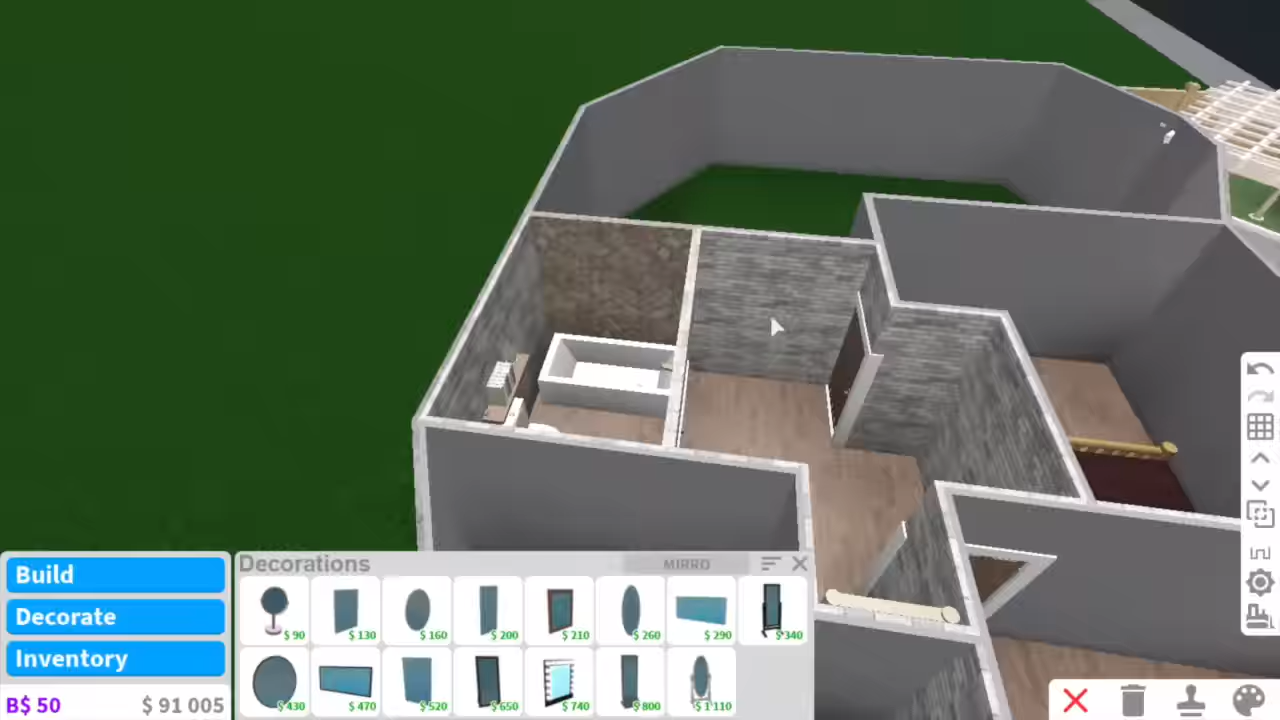 Build
Decorate
Inventory
B$ 50 $ 91 005
Decorations MIRRO
$ 90 $ 130 $ 160 $ 200 $ 210 $ 260 $ 290 $ 340
$ 430 $ 470 $ 520 $ 650 $ 740 $ 800 $ 1 110